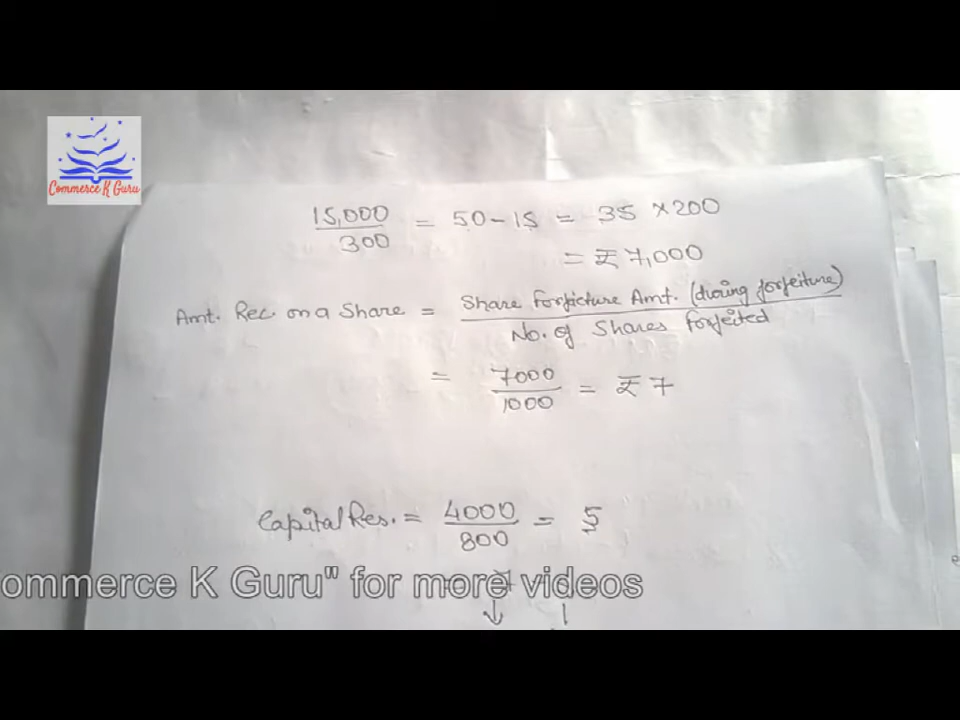 Commerce K Guru
15,000 / 300 = 50 - 15 = 35 × 200
= ₹ 7,000
Amt. Rec. on a Share = Share Forficture Amt. (during forfeiture) / No. of Shares forfeited
= 7000 / 1000 = ₹ 7
Capital Res. = 4000 / 800 = 5
ommerce K Guru" for more videos